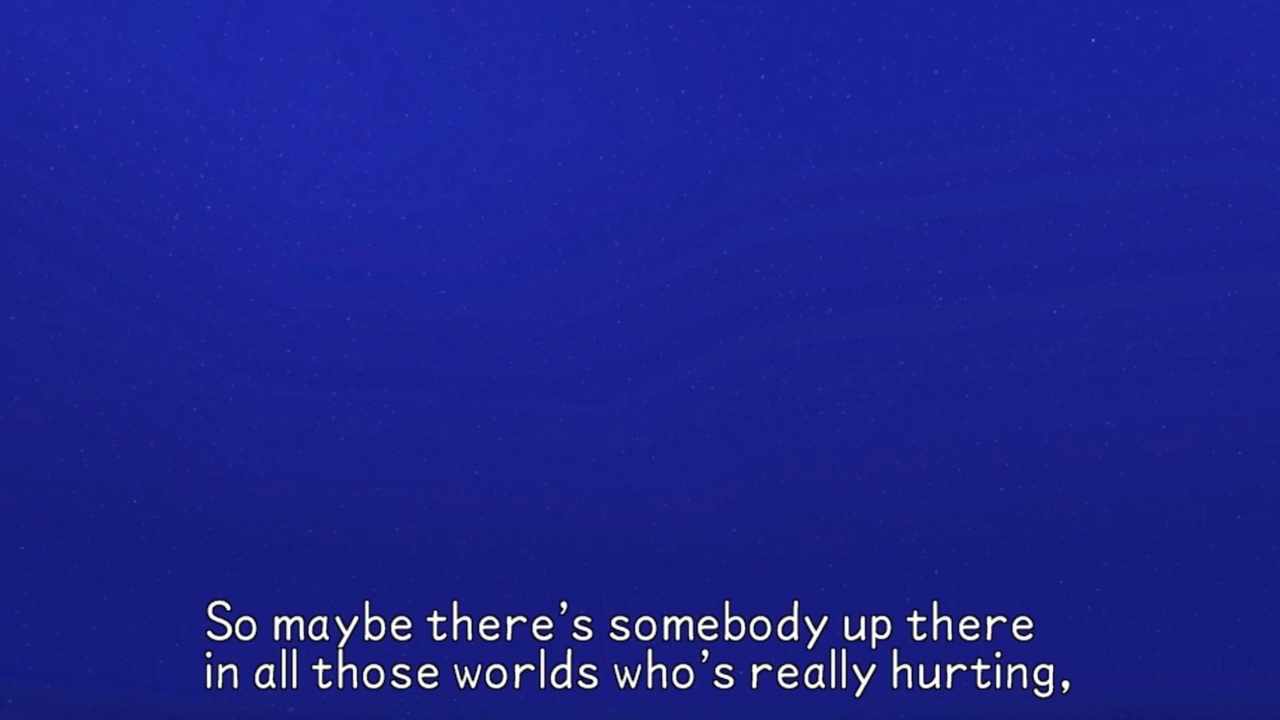 So maybe there’s somebody up there
in all those worlds who’s really hurting,